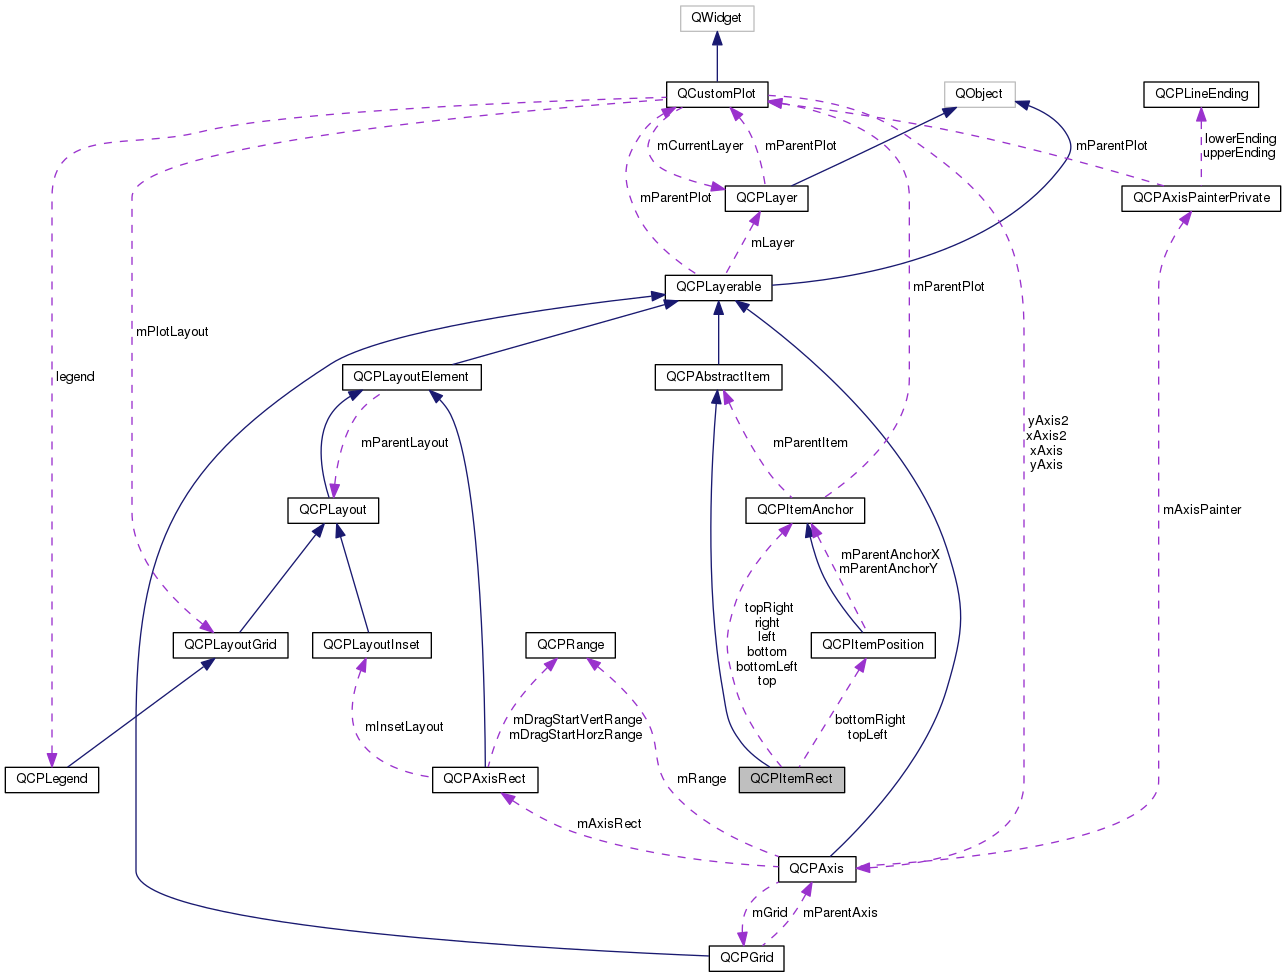 QWidget
QCustomPlot
QObject
QCPLineEnding
lowerEnding
upperEnding
mCurrentLayer
mParentPlot
mParentPlot
QCPLayer
QCPAxisPainterPrivate
mParentPlot
mLayer
QCPLayerable
mParentPlot
mPlotLayout
legend
QCPLayoutElement
QCPAbstractItem
mParentLayout
mParentItem
yAxis2
xAxis2
xAxis
yAxis
QCPLayout
QCPItemAnchor
mAxisPainter
mParentAnchorX
mParentAnchorY
topRight
right
left
bottom
bottomLeft
top
QCPLayoutGrid
QCPLayoutInset
QCPRange
QCPItemPosition
mInsetLayout
mDragStartVertRange
mDragStartHorzRange
bottomRight
topLeft
QCPLegend
QCPAxisRect
mRange
QCPItemRect
mAxisRect
QCPAxis
mGrid
mParentAxis
QCPGrid